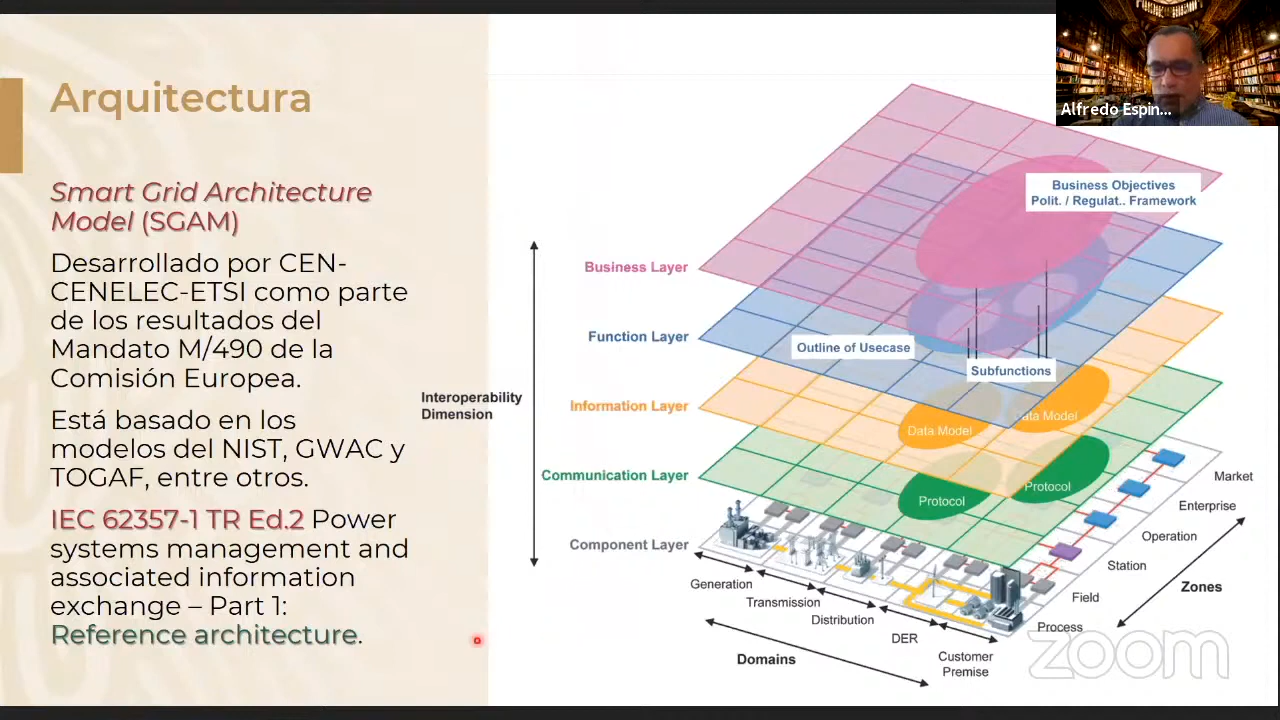 Arquitectura
Smart Grid Architecture
Model (SGAM)
Desarrollado por CEN-
CENELEC-ETSI como parte
de los resultados del
Mandato M/490 de la
Comisión Europea.
Está basado en los
modelos del NIST, GWAC y
TOGAF, entre otros.
IEC 62357-1 TR Ed.2 Power
systems management and
associated information
exchange – Part 1:
Reference architecture.
Alfredo Espin...
Business Objectives
Polit. / Regulat.. Framework
Business Layer
Function Layer
Outline of Usecase
Subfunctions
Interoperability
Dimension
Information Layer
Data Model
Data Model
Communication Layer
Protocol
Protocol
Component Layer
Market
Enterprise
Operation
Station
Field
Process
Zones
Generation
Transmission
Distribution
DER
Customer
Premise
Domains
zoom